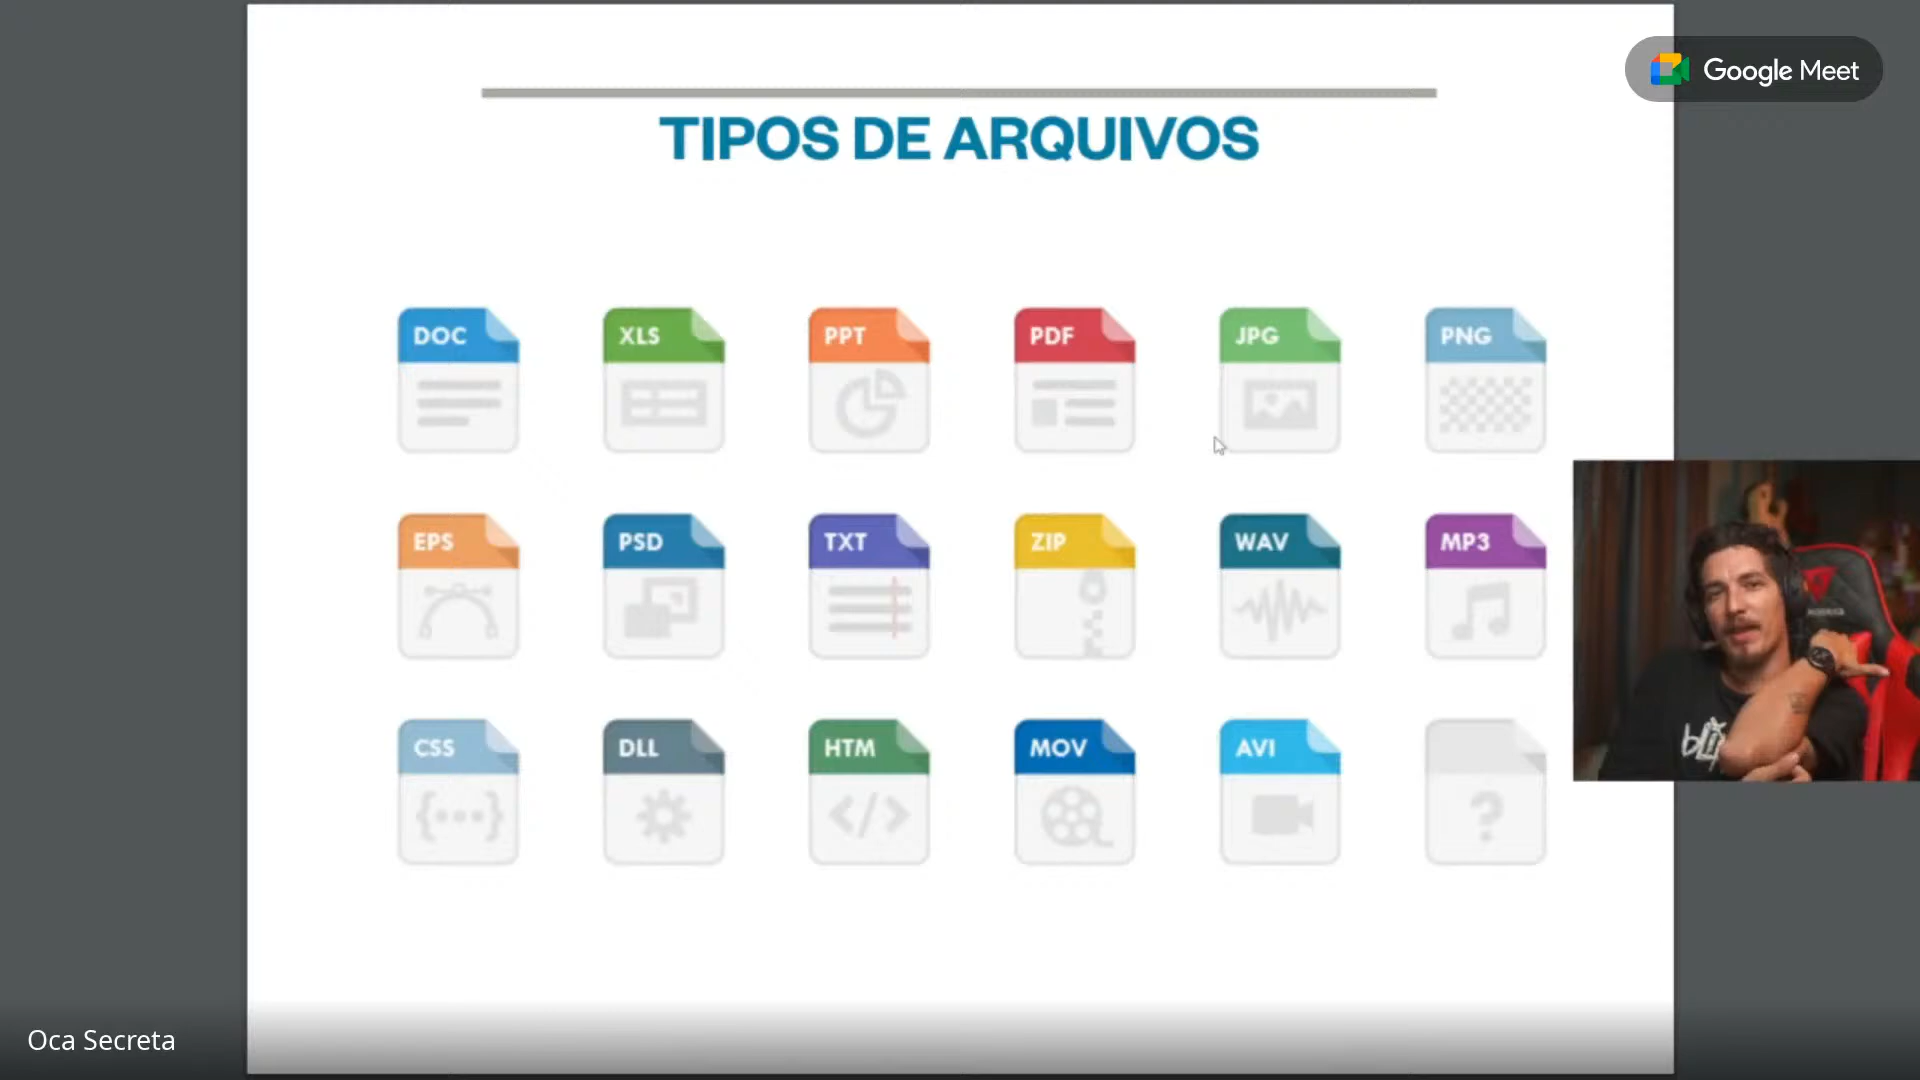 Google Meet
TIPOS DE ARQUIVOS
DOC XLS PPT PDF JPG PNG
EPS PSD TXT ZIP WAV MP3
CSS DLL HTM MOV AVI
?
Oca Secreta